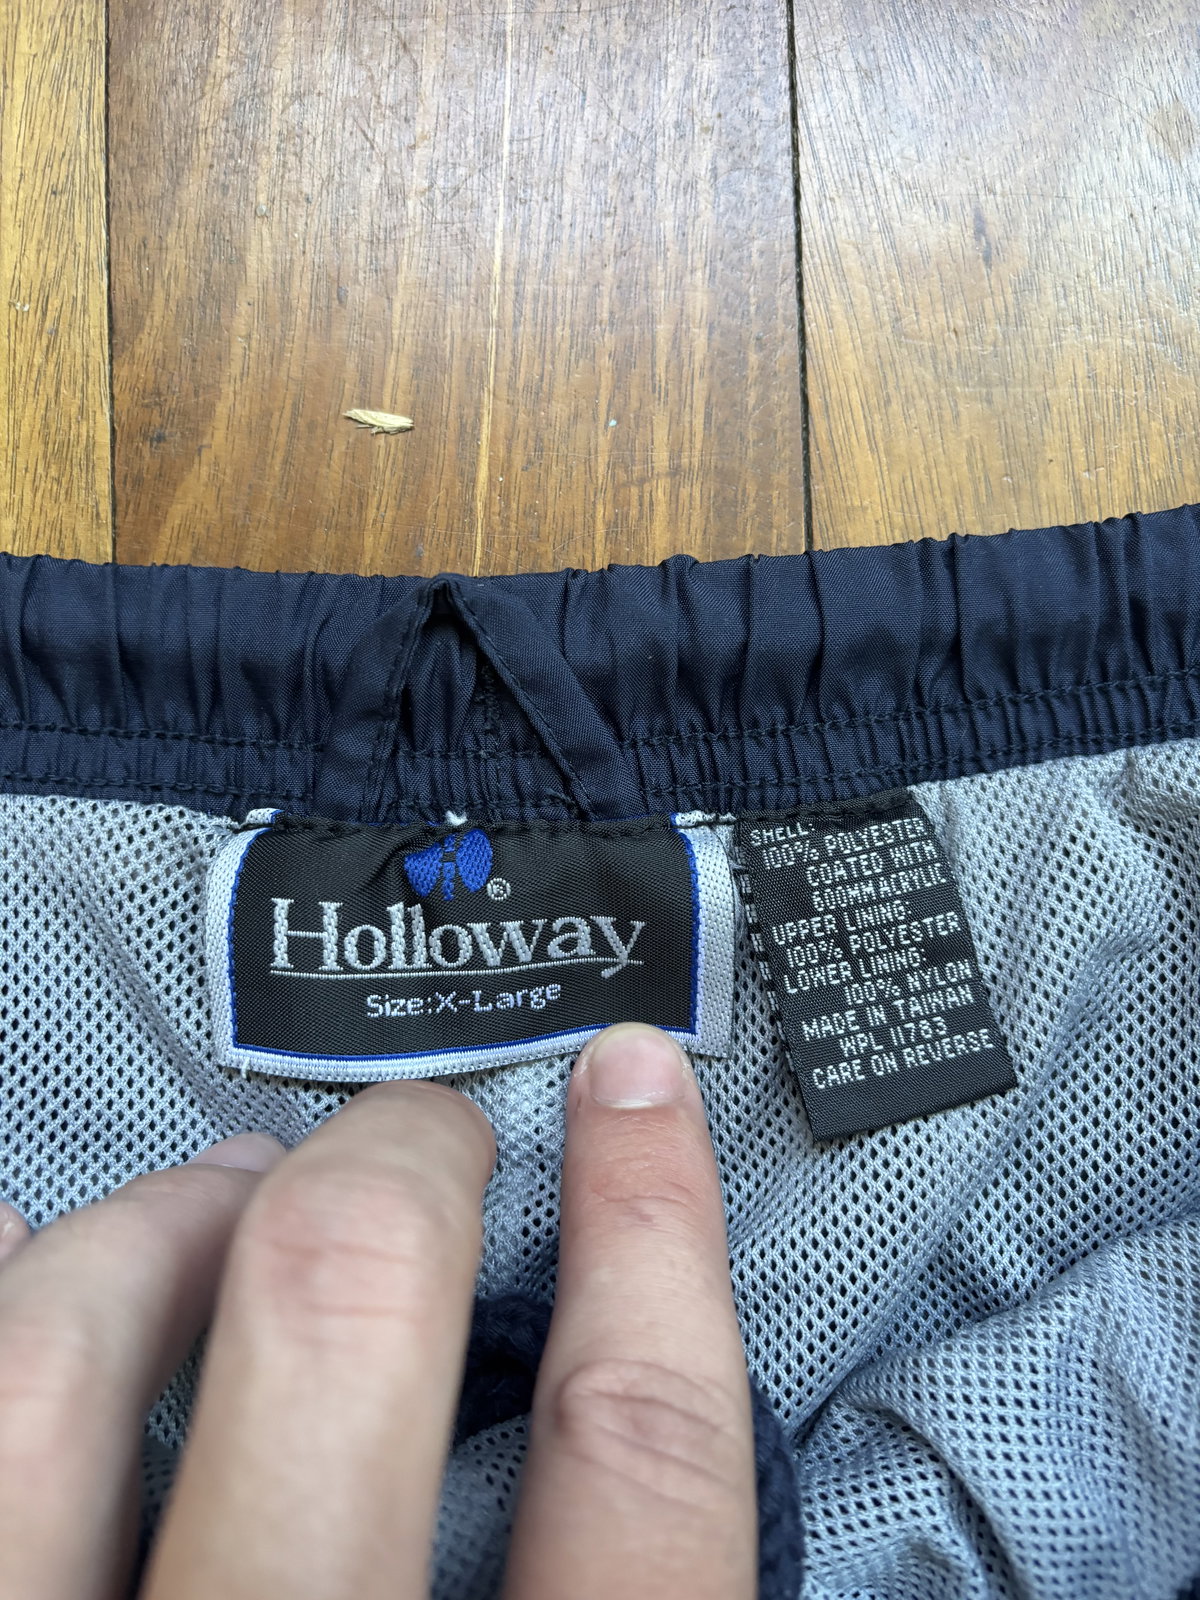 ®
Holloway
Size:X-Large
SHELL:
100% POLYESTER
COATED WITH
600MM ACRYLIC
UPPER LINING:
100% POLYESTER
LOWER LINING:
100% NYLON
MADE IN TAIWAN
WPL 1783
CARE ON REVERSE